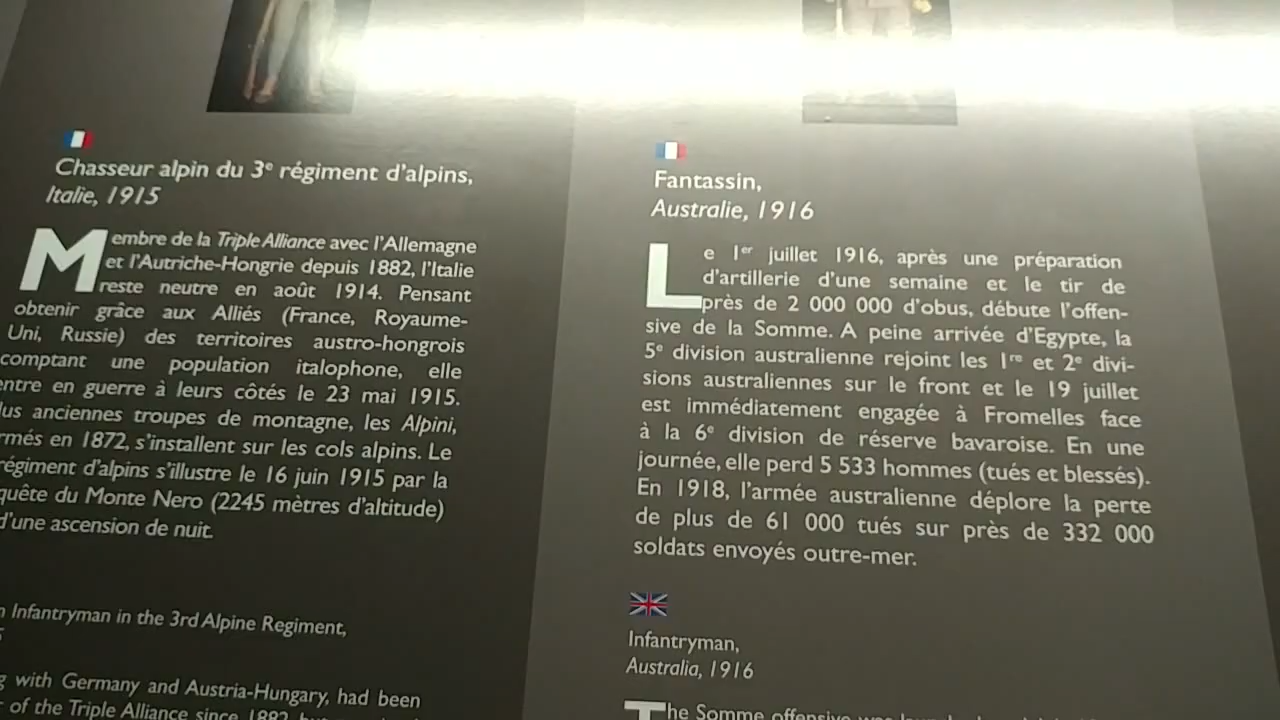 Chasseur alpin du 3e régiment d'alpins,
Italie, 1915
Membre de la Triple Alliance avec l'Allemagne
et l'Autriche-Hongrie depuis 1882, l'Italie
reste neutre en août 1914. Pensant
obtenir grâce aux Alliés (France, Royaume-
Uni, Russie) des territoires austro-hongrois
comptant une population italophone, elle
entre en guerre à leurs côtés le 23 mai 1915.
lus anciennes troupes de montagne, les Alpini,
rmés en 1872, s'installent sur les cols alpins. Le
régiment d'alpins s'illustre le 16 juin 1915 par la
quête du Monte Nero (2245 mètres d'altitude)
d'une ascension de nuit.
n Infantryman in the 3rd Alpine Regiment,
5
g with Germany and Austria-Hungary, had been
of the Triple Alliance since 1882
Fantassin,
Australie, 1916
Le 1er juillet 1916, après une préparation
d'artillerie d'une semaine et le tir de
près de 2 000 000 d'obus, débute l'offen-
sive de la Somme. A peine arrivée d'Egypte, la
5e division australienne rejoint les 1re et 2e divi-
sions australiennes sur le front et le 19 juillet
est immédiatement engagée à Fromelles face
à la 6e division de réserve bavaroise. En une
journée, elle perd 5 533 hommes (tués et blessés).
En 1918, l'armée australienne déplore la perte
de plus de 61 000 tués sur près de 332 000
soldats envoyés outre-mer.
Infantryman,
Australia, 1916
The Somme offensive was